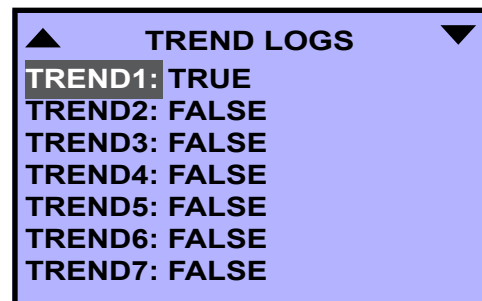 TREND LOGS
TREND1: TRUE
TREND2: FALSE
TREND3: FALSE
TREND4: FALSE
TREND5: FALSE
TREND6: FALSE
TREND7: FALSE